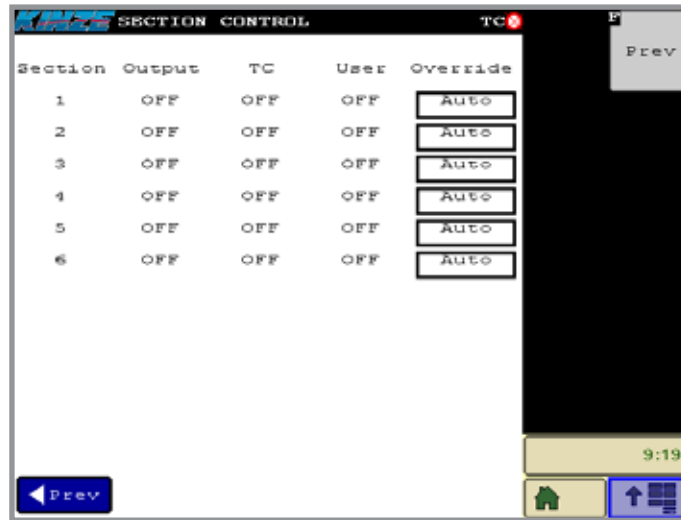 KINZE SECTION CONTROL TC
F
Prev
Section Output TC User Override
1 OFF OFF OFF Auto
2 OFF OFF OFF Auto
3 OFF OFF OFF Auto
4 OFF OFF OFF Auto
5 OFF OFF OFF Auto
6 OFF OFF OFF Auto
9:19
Prev